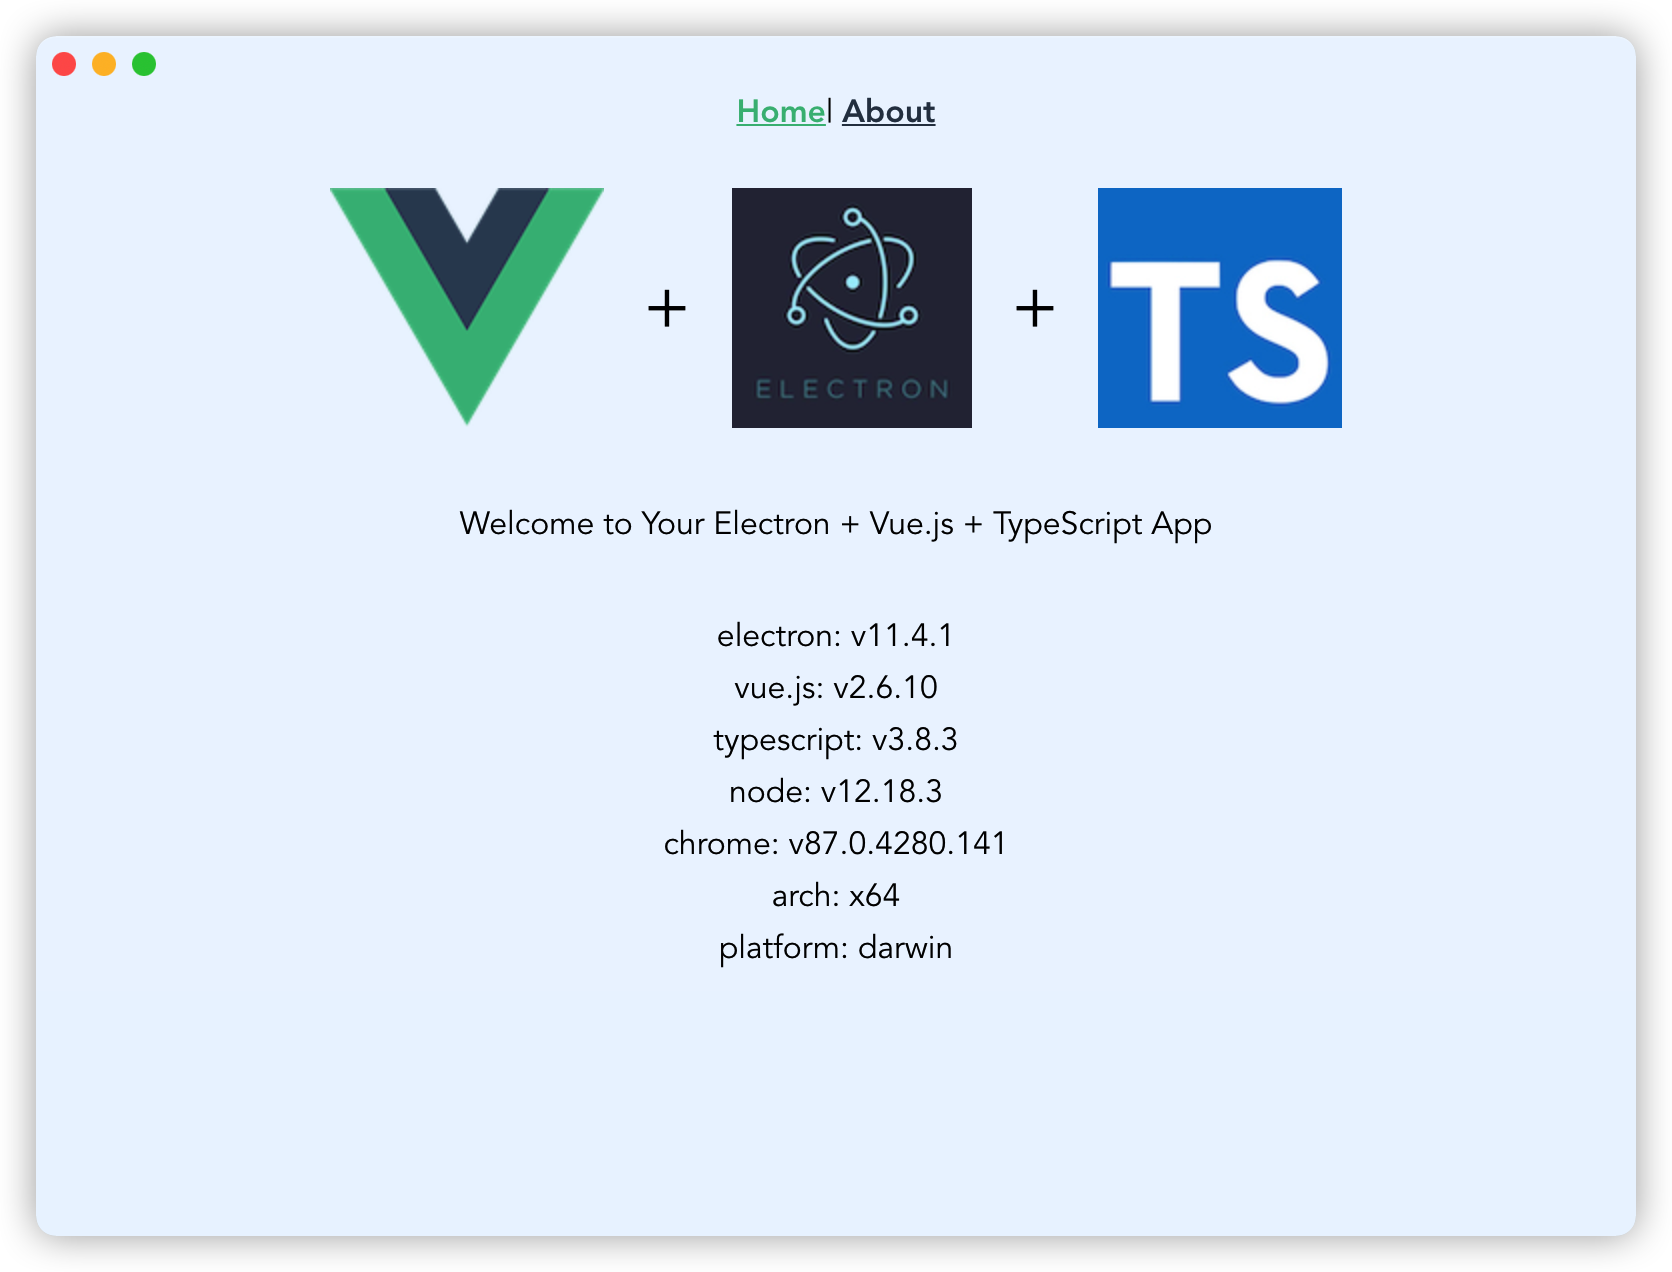 Home| About
+ ELECTRON + TS
Welcome to Your Electron + Vue.js + TypeScript App
electron: v11.4.1
vue.js: v2.6.10
typescript: v3.8.3
node: v12.18.3
chrome: v87.0.4280.141
arch: x64
platform: darwin